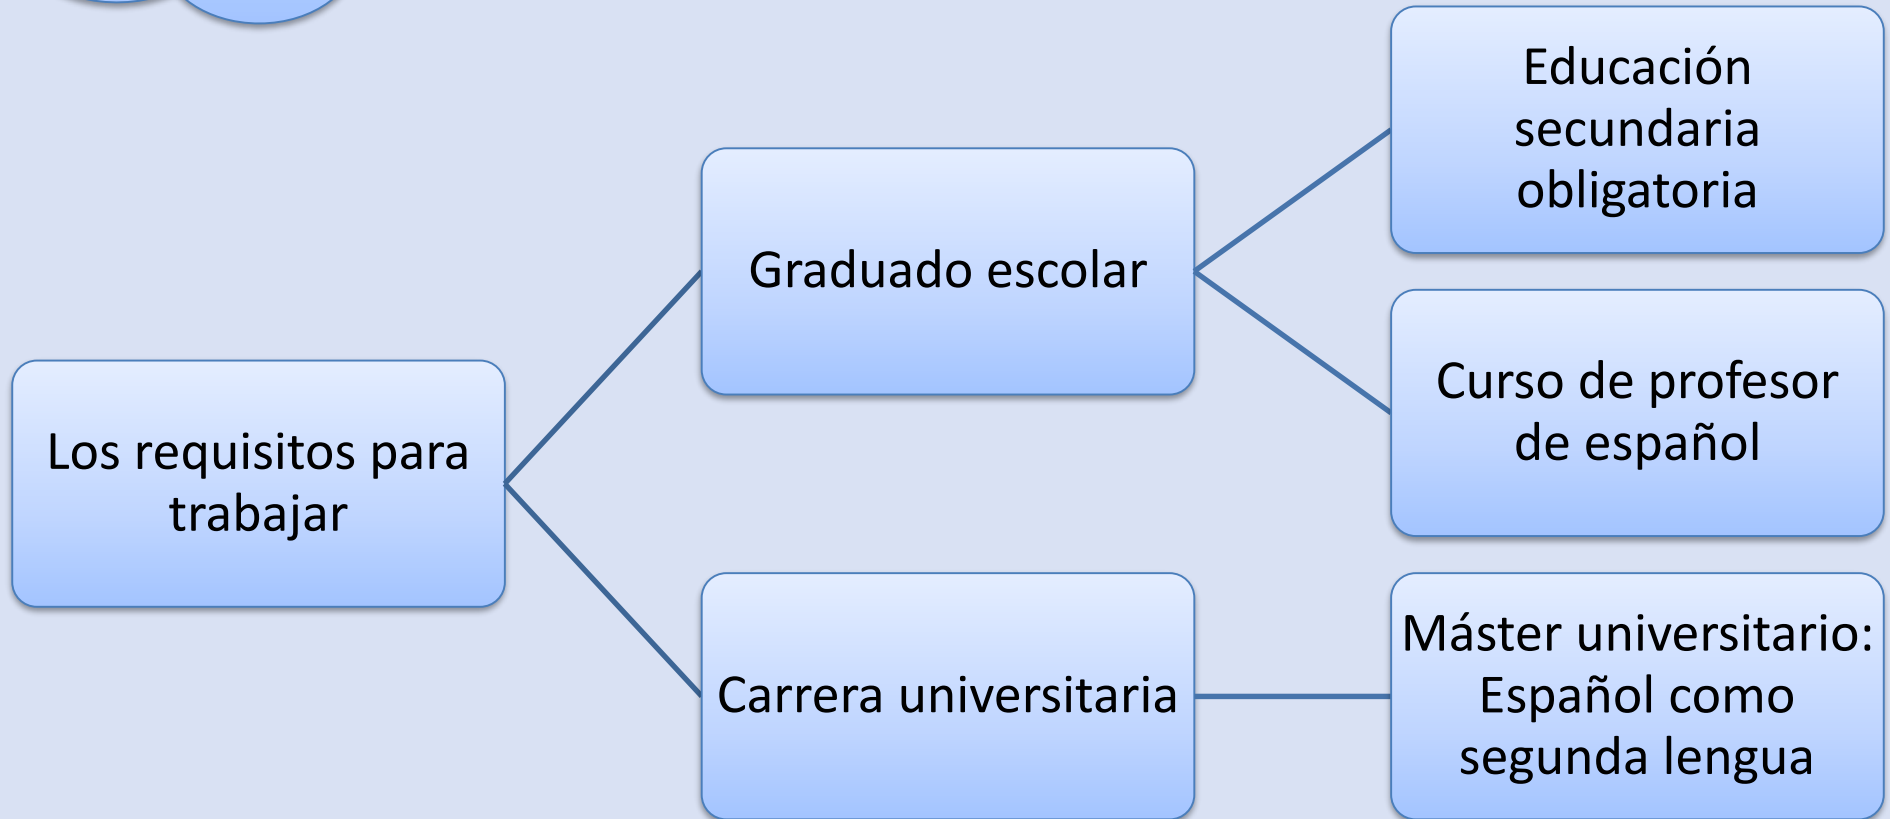 Los requisitos para
trabajar
Graduado escolar
Educación
secundaria
obligatoria
Curso de profesor
de español
Carrera universitaria
Máster universitario:
Español como
segunda lengua